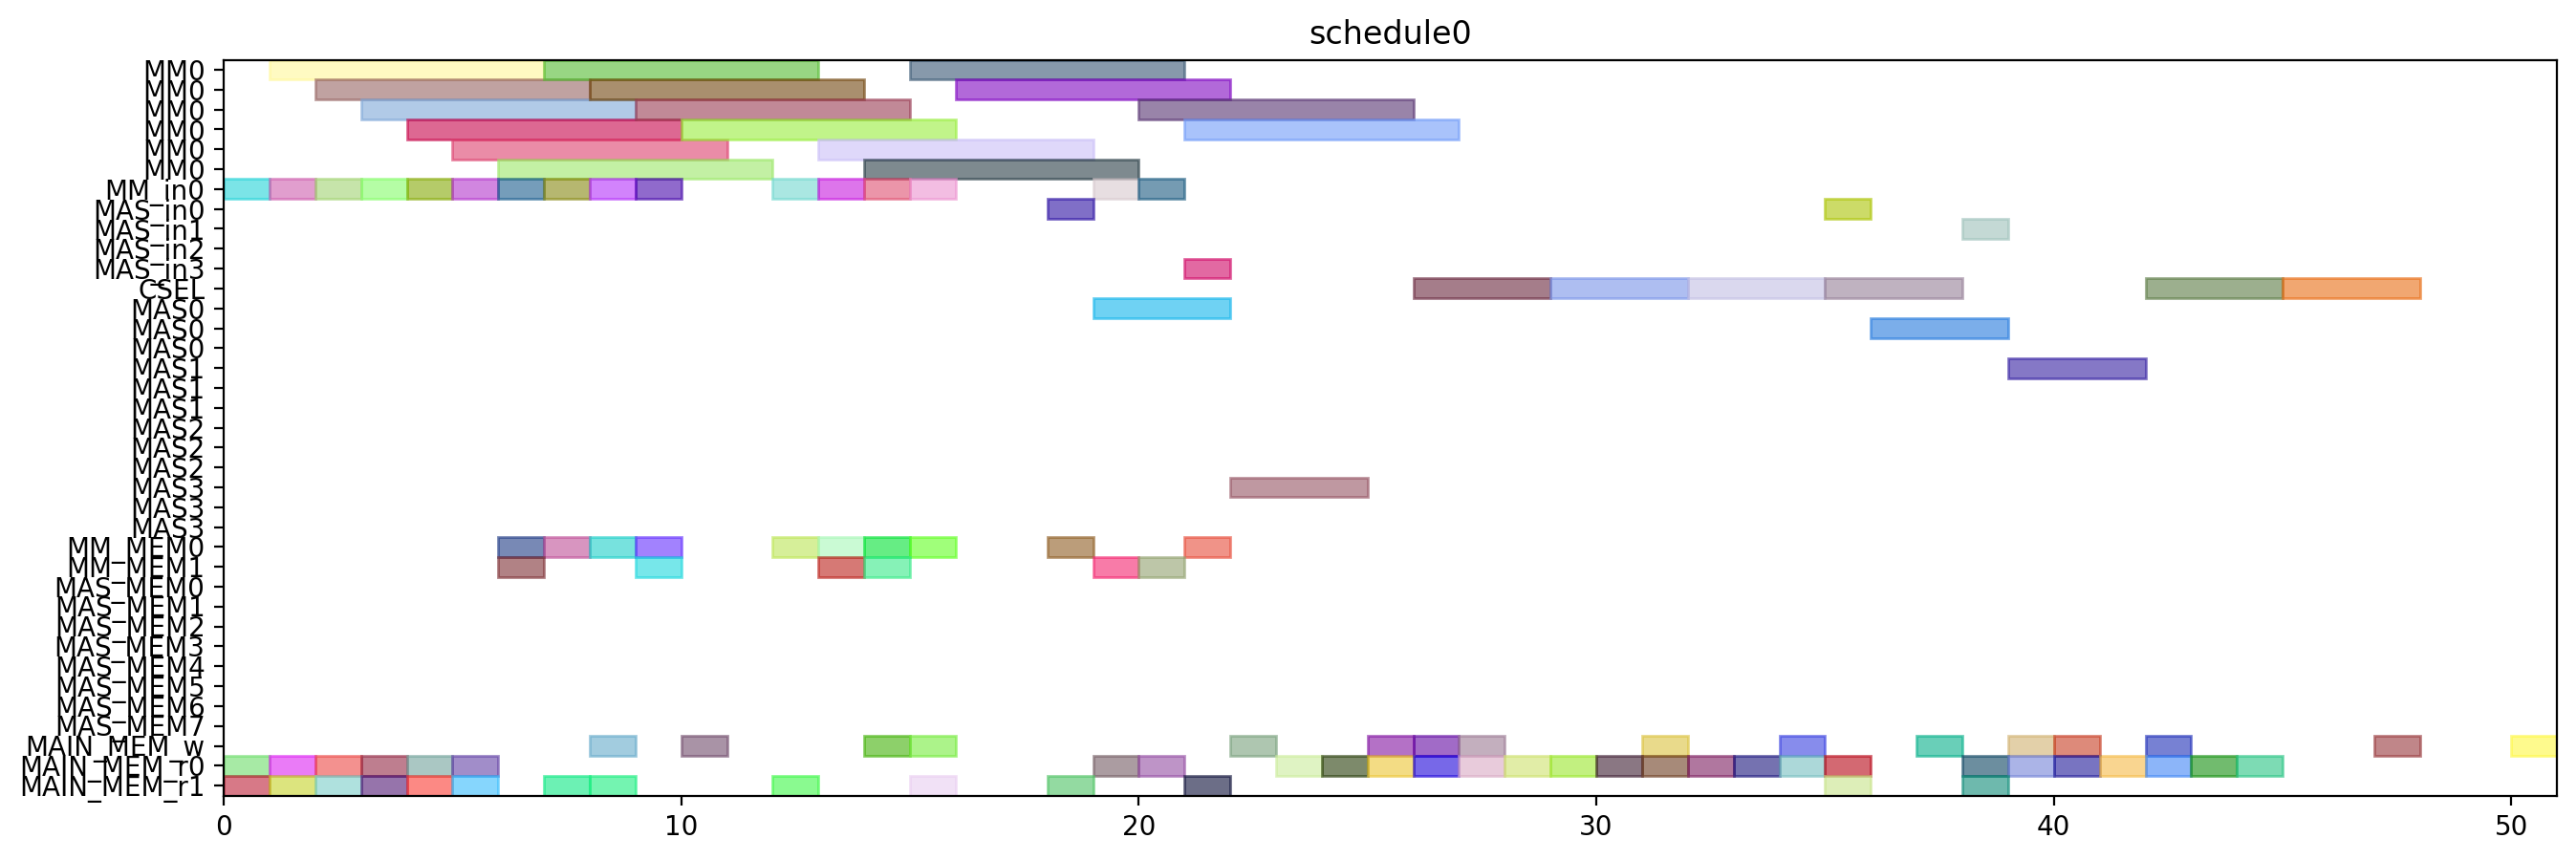 schedule0
MM0
MM0
MM0
MM0
MM0
MM0
MM_in0
MAS_in0
MAS_in1
MAS_in2
MAS_in3
CSEL
MAS0
MAS0
MAS0
MAS1
MAS1
MAS1
MAS2
MAS2
MAS2
MAS3
MAS3
MAS3
MM_MEM0
MM_MEM1
MAS_MEM0
MAS_MEM1
MAS_MEM2
MAS_MEM3
MAS_MEM4
MAS_MEM5
MAS_MEM6
MAS_MEM7
MAIN_MEM_w
MAIN_MEM_r0
MAIN_MEM_r1
0 10 20 30 40 50